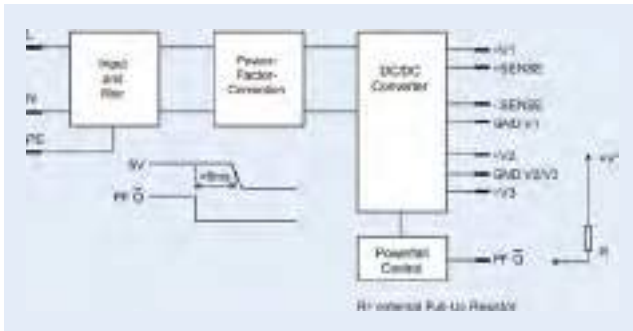 L
N
PE
Input
and
filter
Power-
Factor-
Correction
DC/DC
Converter
+V1
+SENSE
-SENSE
GND V1
+V2
GND V2/V3
-V3
5V
PF Q̅
Powerfail
Control
PF Q̅
+V
R
R= external Pull-Up Resistor